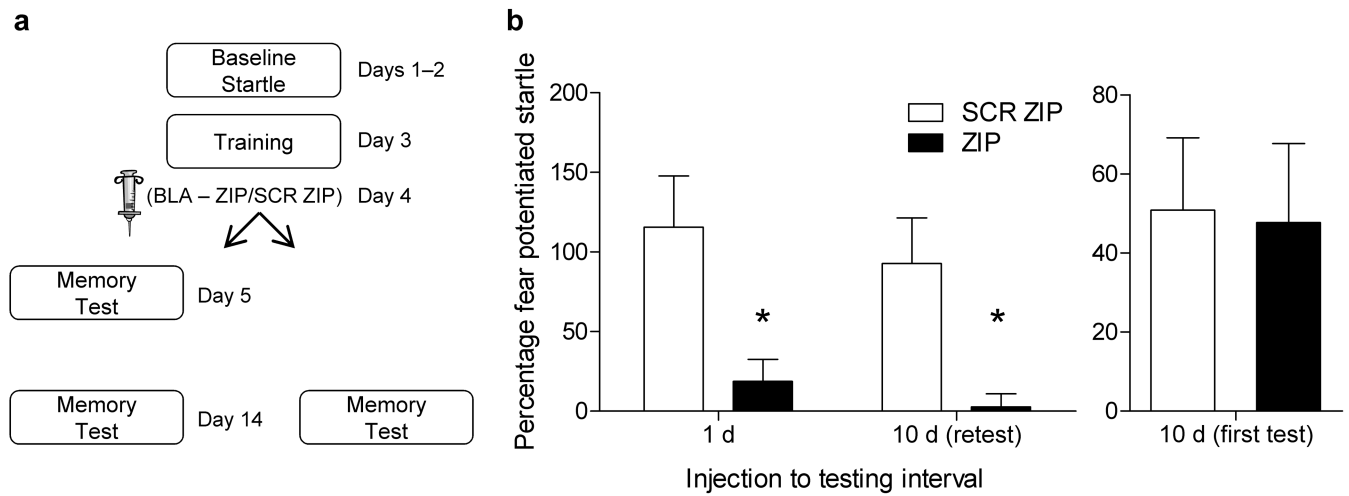 a
Baseline
Startle
Days 1–2
Training
Day 3
(BLA – ZIP/SCR ZIP)
Day 4
Memory
Test
Day 5
Memory
Test
Day 14
Memory
Test
b
Percentage fear potentiated startle
200
150
100
50
0
SCR ZIP
ZIP
*
*
1 d
10 d (retest)
80
60
40
20
0
10 d (first test)
Injection to testing interval